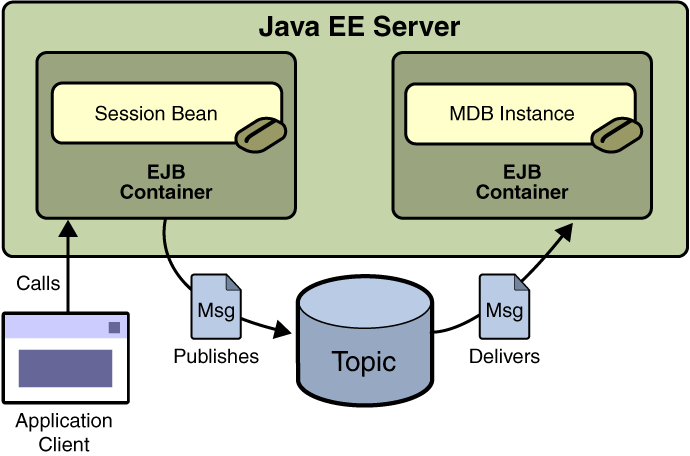 Java EE Server
Session Bean
MDB Instance
EJB
Container
EJB
Container
Calls
Msg
Msg
Publishes
Topic
Delivers
Application
Client